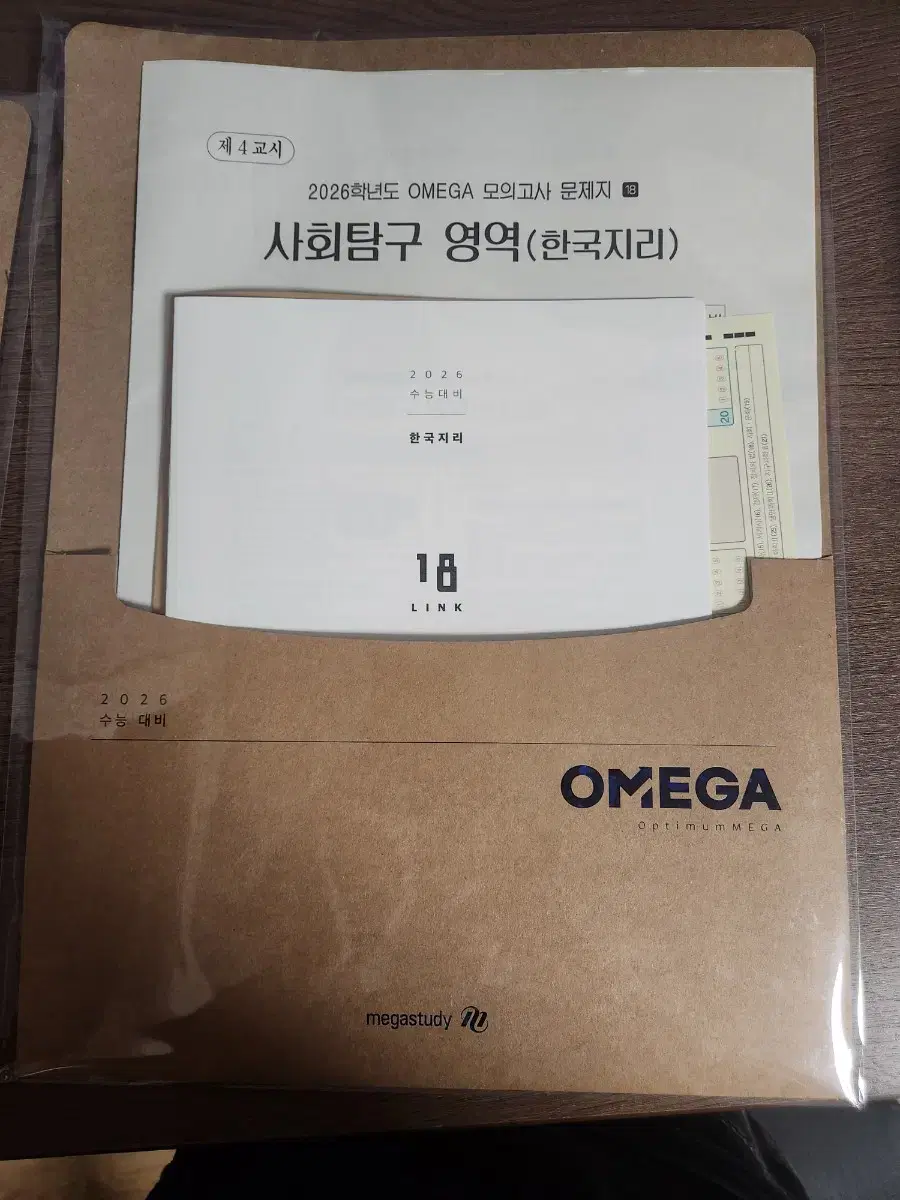 제 4 교시
2026학년도 OMEGA 모의고사 문제지 18
사회탐구 영역(한국지리)
2026
수능대비
한국지리
18
LINK
20
2026
수능 대비
OMEGA
OptimumMEGA
megastudy